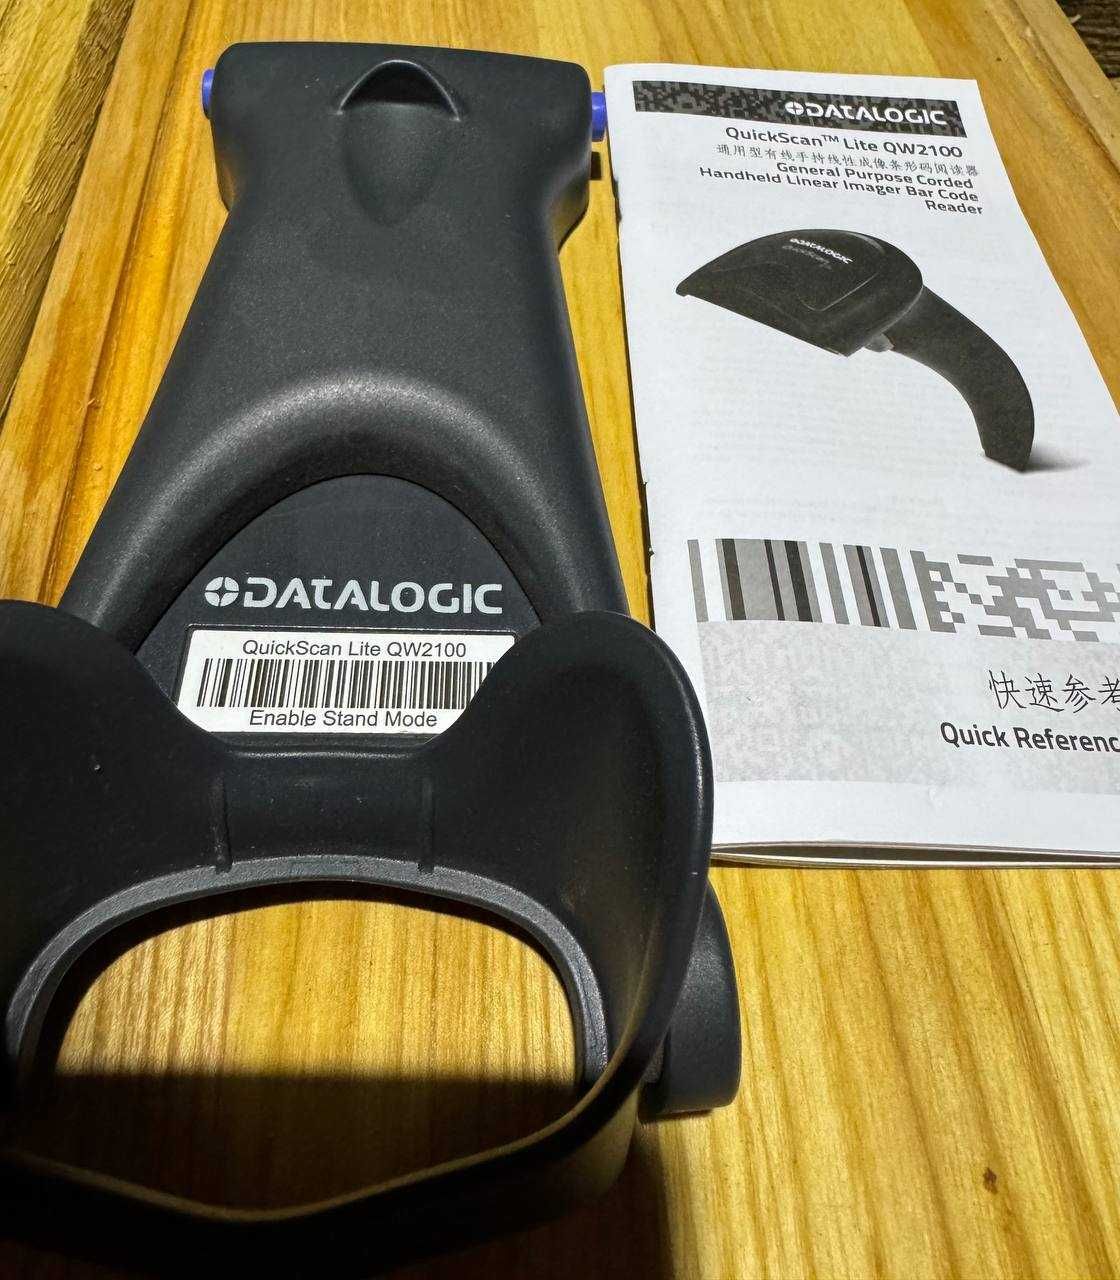 DATALOGIC
QuickScan Lite QW2100
Enable Stand Mode
DATALOGIC
QuickScan™ Lite QW2100
通用型有线手持线性成像条形码阅读器
General Purpose Corded
Handheld Linear Imager Bar Code
Reader
DATALOGIC
QuickScan
快速参考
Quick Referenc